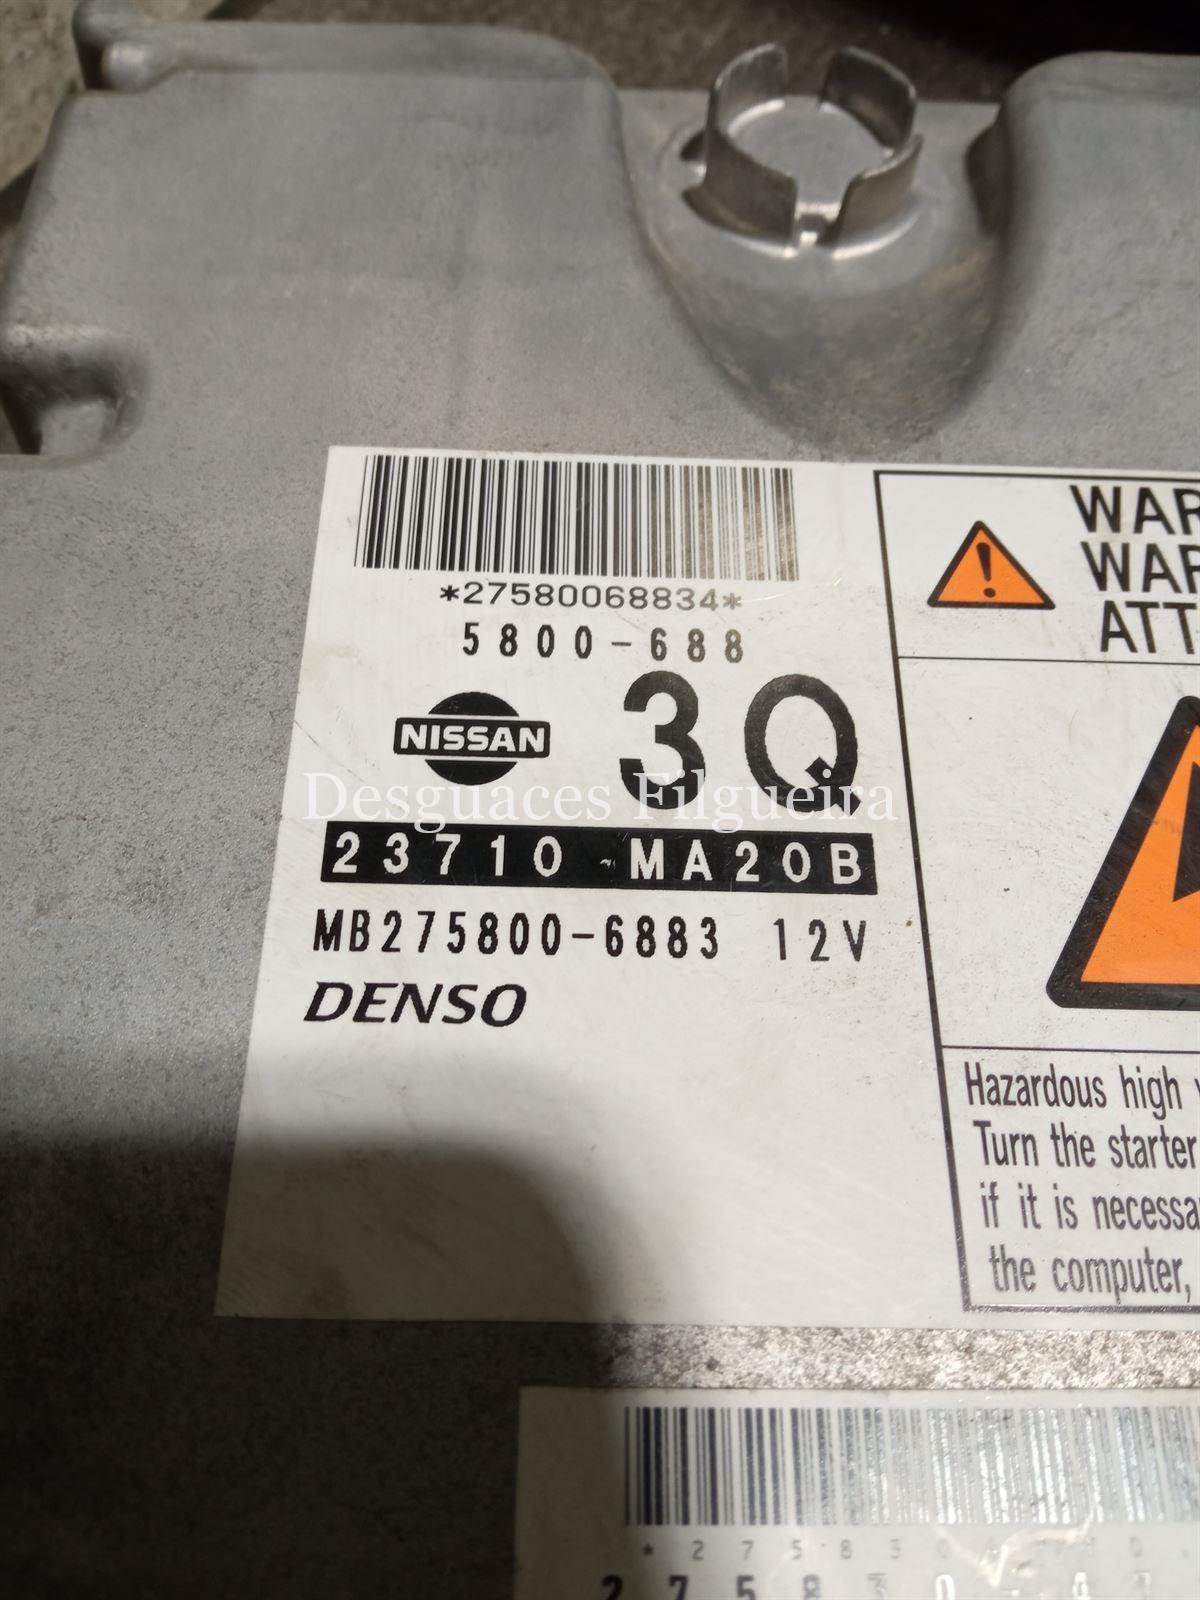 *27580068834*
5800-688
NISSAN 3Q
Desguaces Filgueira
23710-MA20B
MB275800-6883 12V
DENSO
Hazardous high
Turn the starter
if it is
the computer,